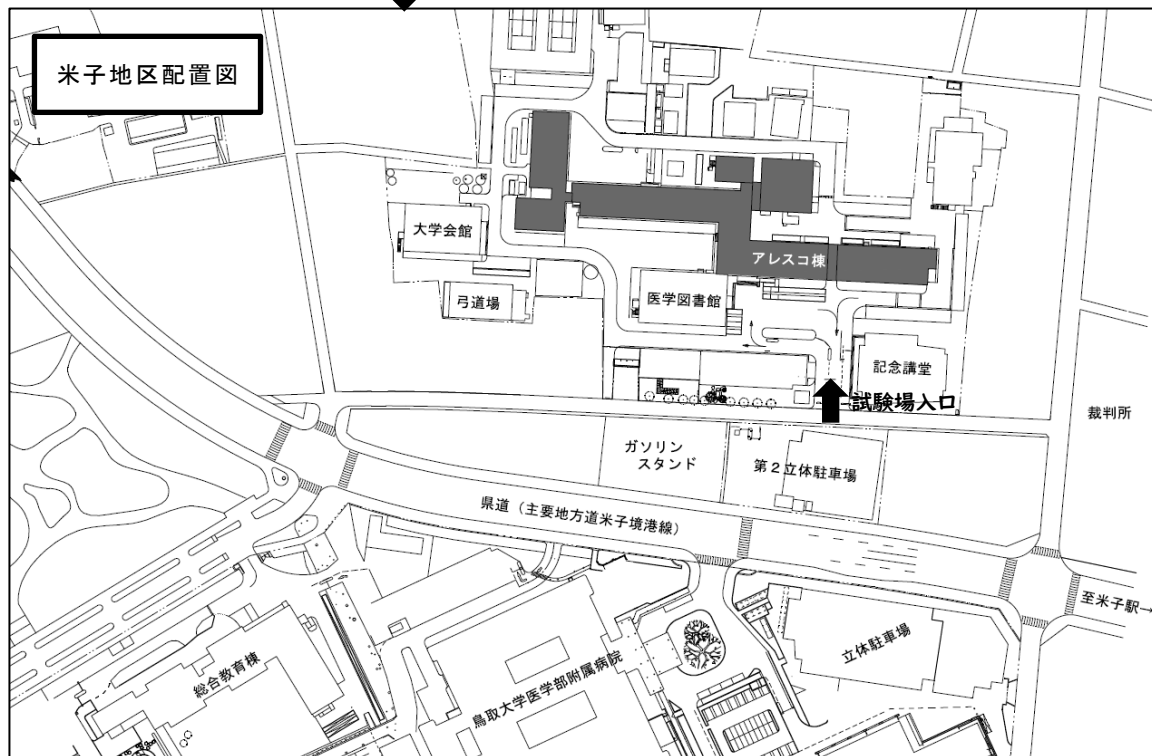 米子地区配置図
大学会館
弓道場
アレスコ棟
医学図書館
記念講堂
試験場入口
裁判所
ガソリン
スタンド
第2立体駐車場
県道（主要地方道米子境港線）
至米子駅→
立体駐車場
総合教育棟
鳥取大学医学部附属病院